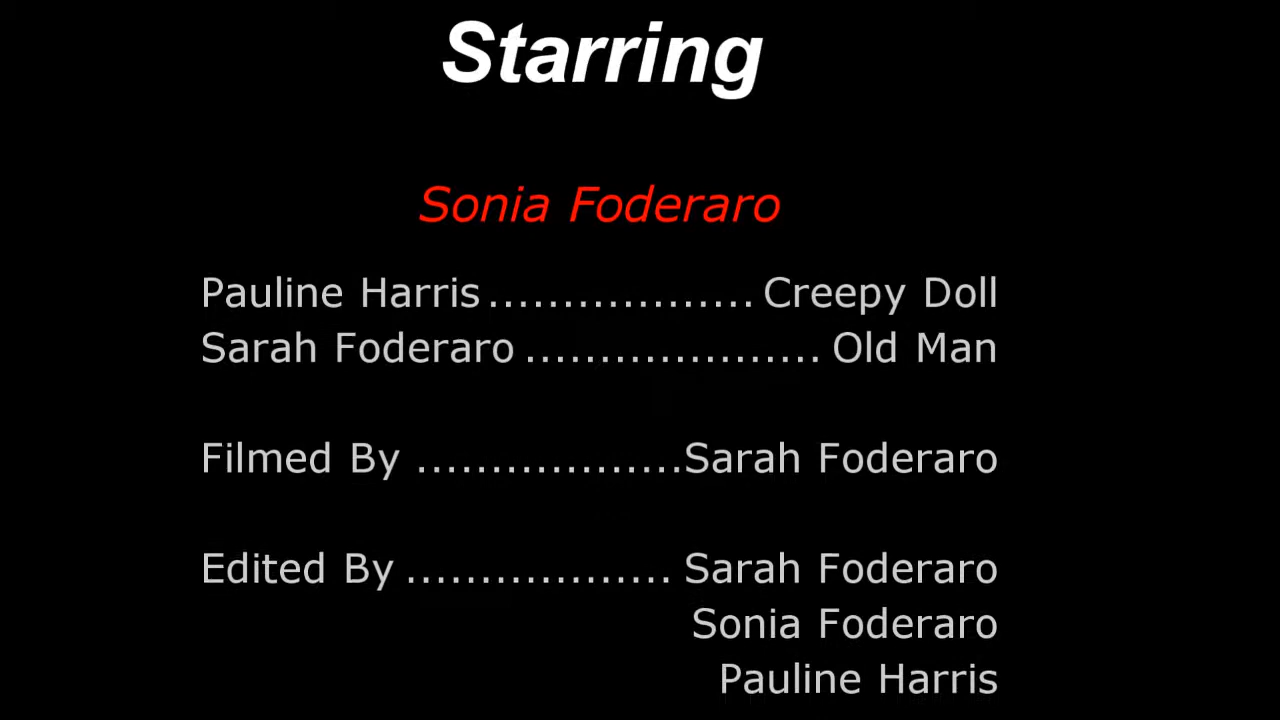 Starring
Sonia Foderaro
Pauline Harris.................. Creepy Doll
Sarah Foderaro .................... Old Man
Filmed By ..................Sarah Foderaro
Edited By .................. Sarah Foderaro
Sonia Foderaro
Pauline Harris